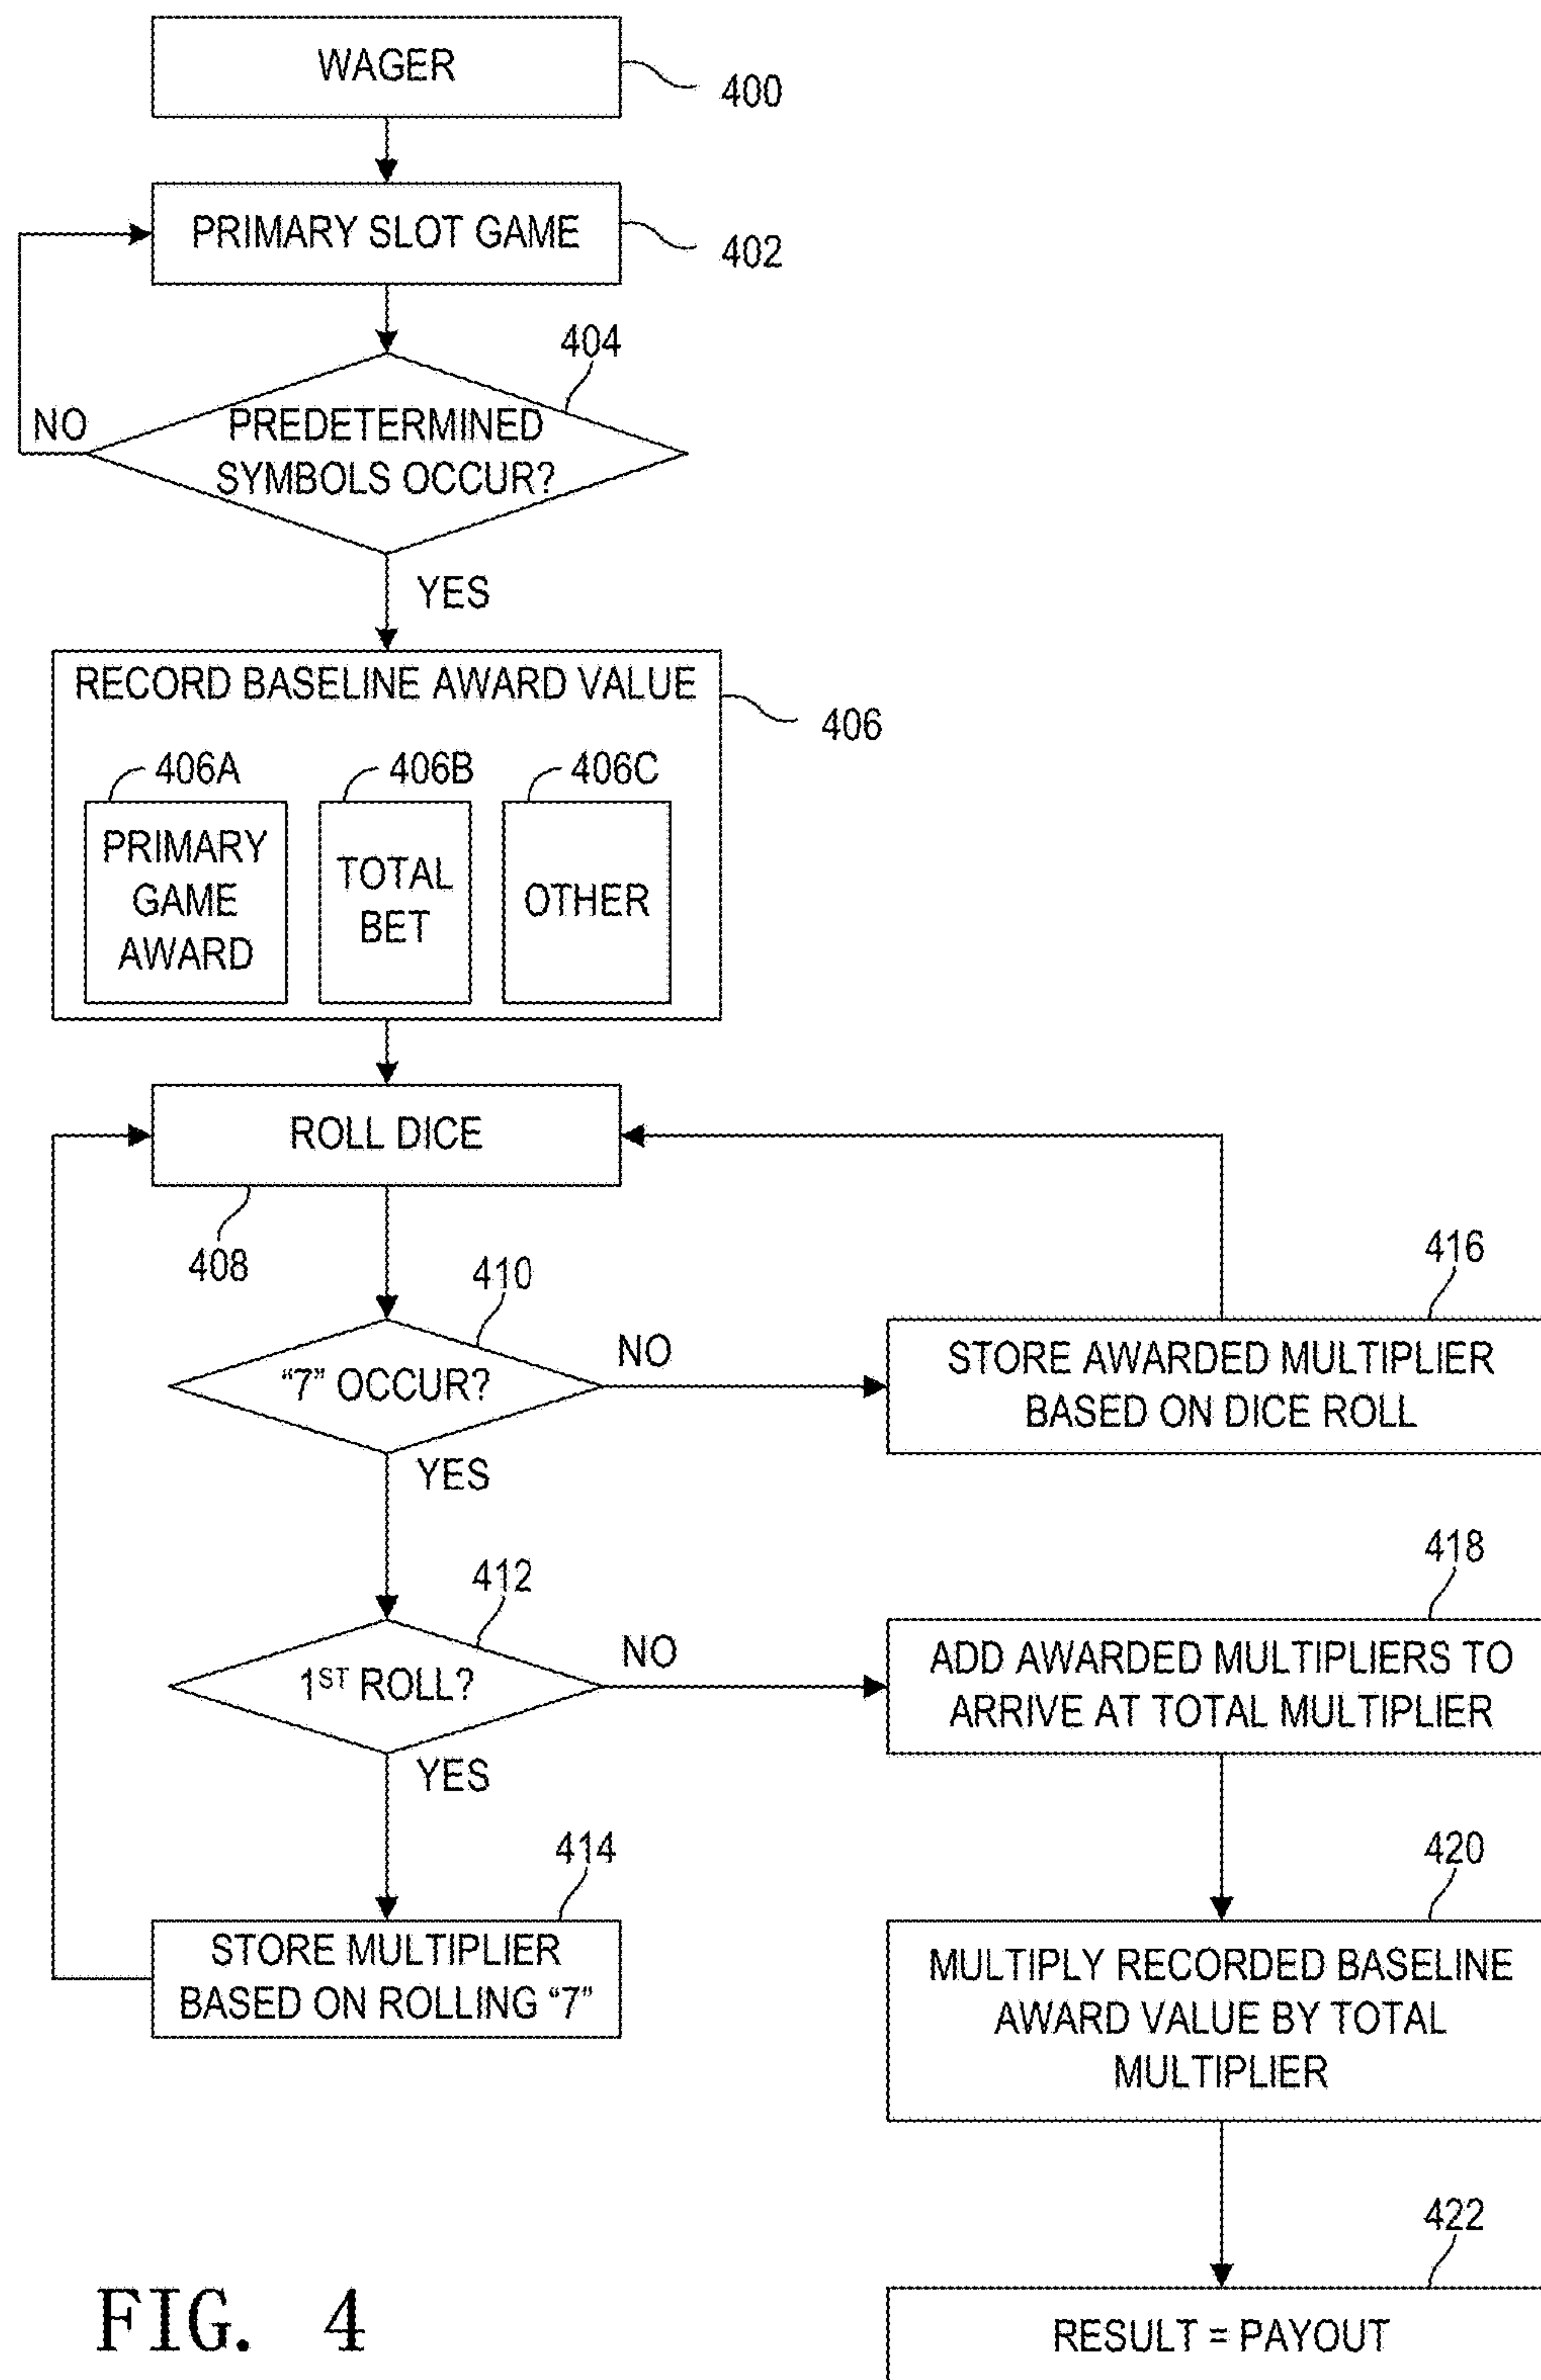 WAGER
400
PRIMARY SLOT GAME
402
404
NO
PREDETERMINED
SYMBOLS OCCUR?
YES
RECORD BASELINE AWARD VALUE
406
406A
PRIMARY
GAME
AWARD
406B
TOTAL
BET
406C
OTHER
ROLL DICE
408
410
"7" OCCUR?
NO
416
STORE AWARDED MULTIPLIER
BASED ON DICE ROLL
YES
412
1ST ROLL?
NO
418
ADD AWARDED MULTIPLIERS TO
ARRIVE AT TOTAL MULTIPLIER
YES
414
STORE MULTIPLIER
BASED ON ROLLING "7"
420
MULTIPLY RECORDED BASELINE
AWARD VALUE BY TOTAL
MULTIPLIER
422
RESULT = PAYOUT
FIG. 4